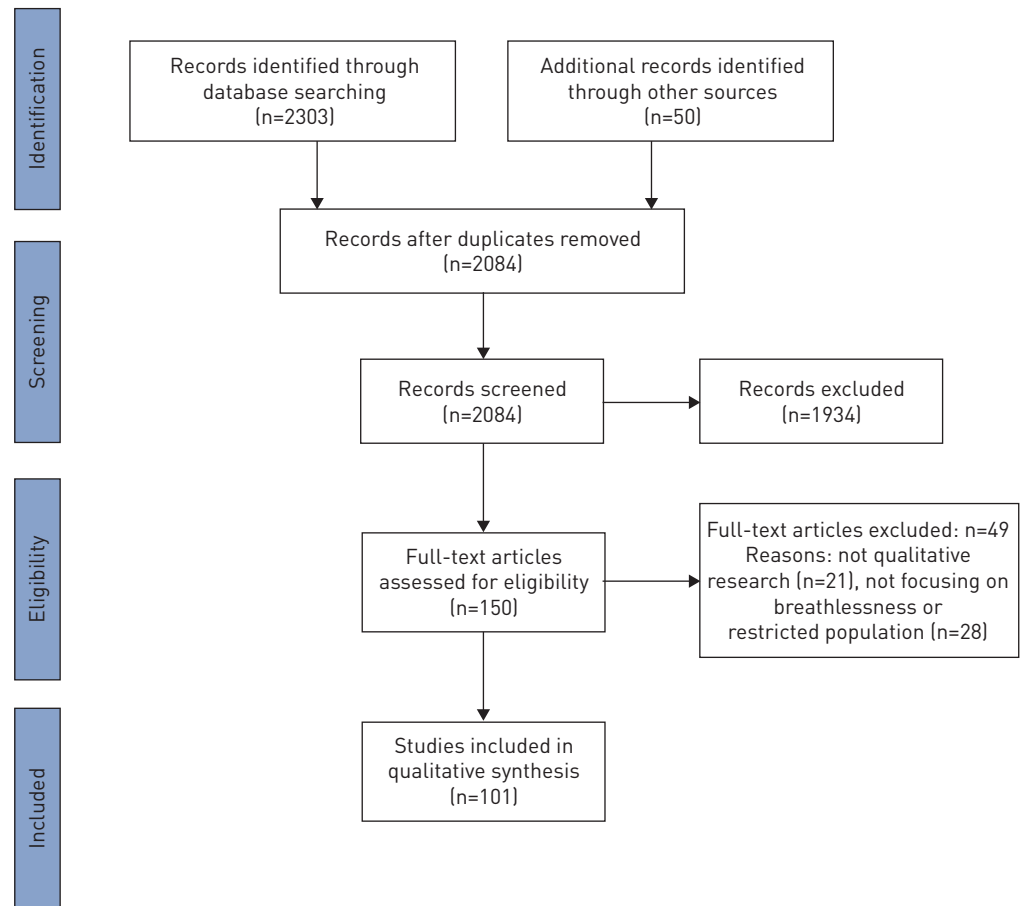 Identification
Records identified through
database searching
(n=2303)
Additional records identified
through other sources
(n=50)
Records after duplicates removed
(n=2084)
Screening
Records screened
(n=2084)
Records excluded
(n=1934)
Eligibility
Full-text articles
assessed for eligibility
(n=150)
Full-text articles excluded: n=49
Reasons: not qualitative
research (n=21), not focusing on
breathlessness or
restricted population (n=28)
Included
Studies included in
qualitative synthesis
(n=101)